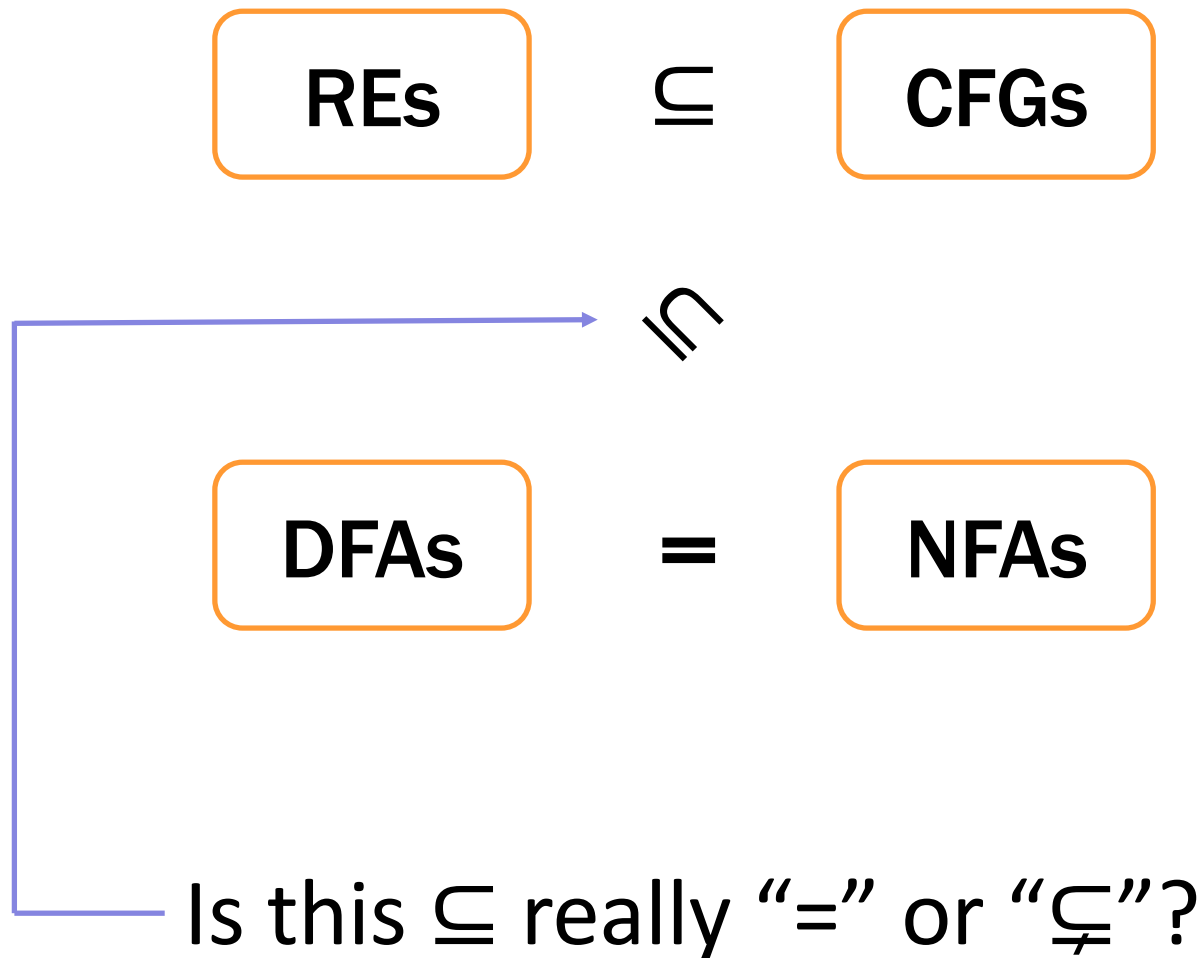 REs ⊆ CFGs
⊆
DFAs = NFAs
Is this ⊆ really “=” or “⊊”?